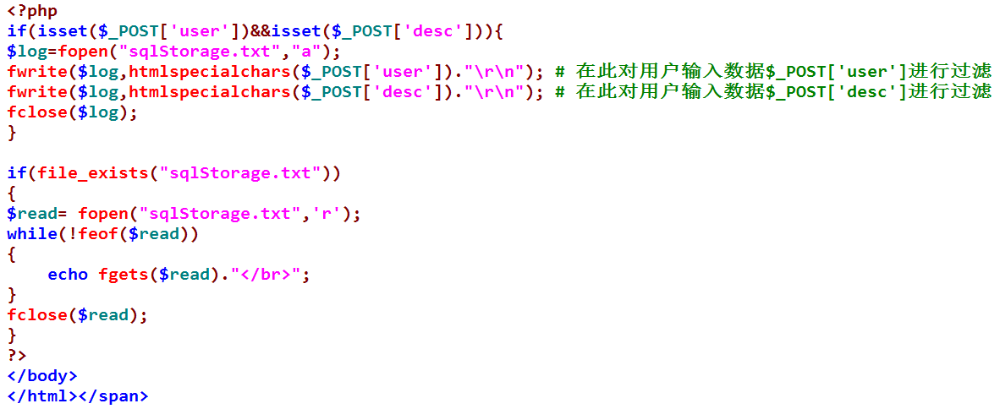 <?php
if(isset($_POST['user'])&&isset($_POST['desc'])){
$log=fopen("sqlStorage.txt","a");
fwrite($log,htmlspecialchars($_POST['user'])."\r\n"); # 在此对用户输入数据$_POST['user']进行过滤
fwrite($log,htmlspecialchars($_POST['desc'])."\r\n"); # 在此对用户输入数据$_POST['desc']进行过滤
fclose($log);
}

if(file_exists("sqlStorage.txt"))
{
$read= fopen("sqlStorage.txt",'r');
while(!feof($read))
{
    echo fgets($read)."</br>";
}
fclose($read);
}
?>
</body>
</html></span>